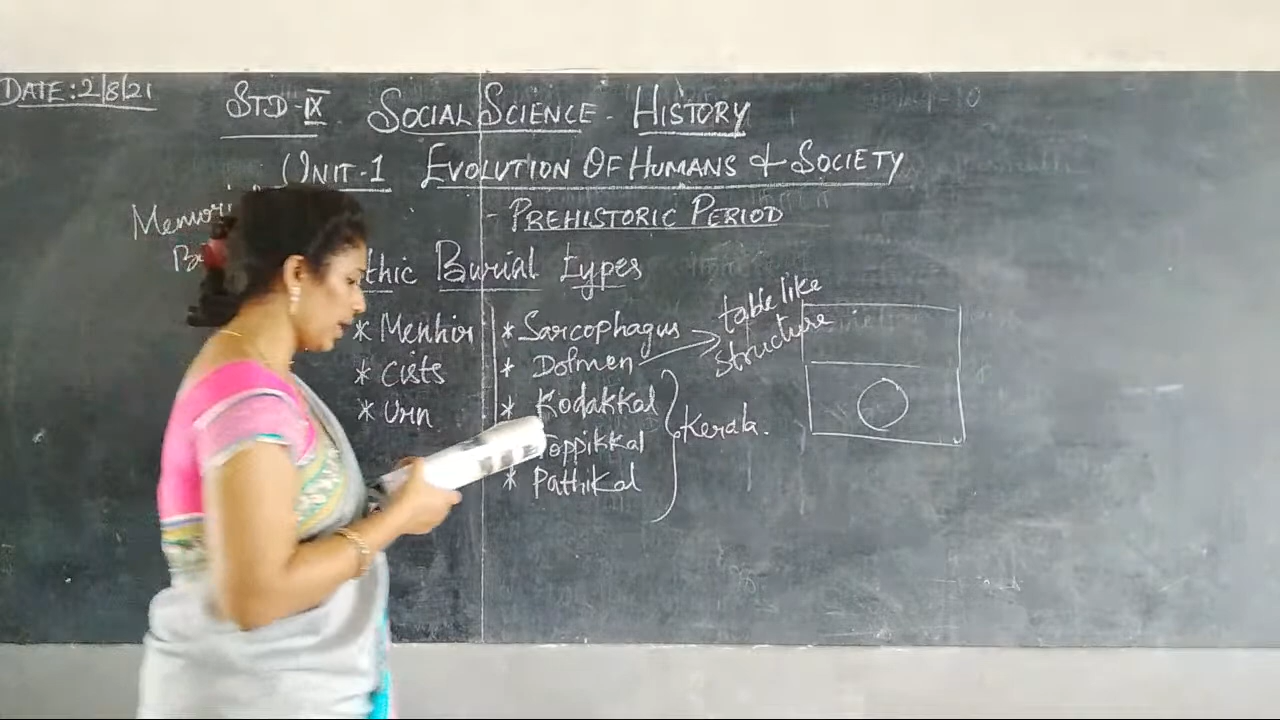 DATE: 2/8/21
STD-IX SOCIAL SCIENCE - HISTORY
UNIT-1 EVOLUTION OF HUMANS & SOCIETY
- PREHISTORIC PERIOD
Burial types
* Menhir
* Cists
* Urn
* Sarcophagus
* Dolmen
table like
structure
* Kodakkal
Toppikkal
* Pathikal
Kerala.